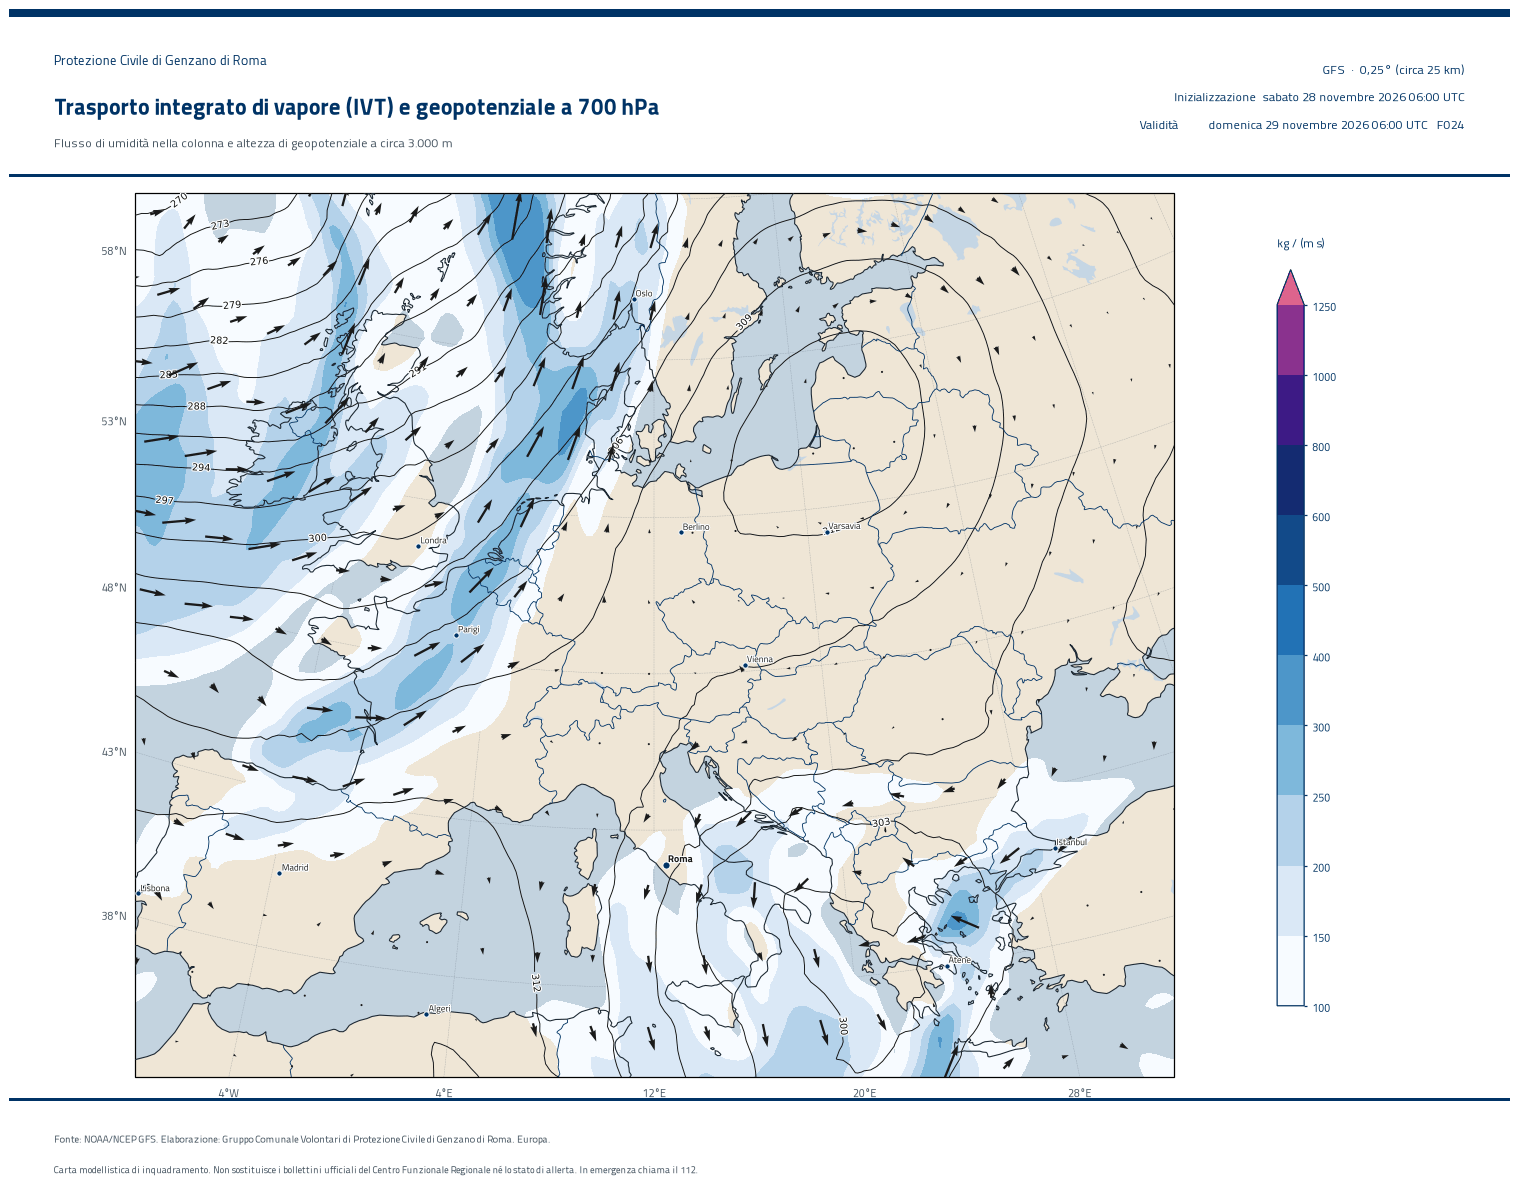 Protezione Civile di Genzano di Roma
Trasporto integrato di vapore (IVT) e geopotenziale a 700 hPa
Flusso di umidità nella colonna e altezza di geopotenziale a circa 3.000 m
GFS · 0,25° (circa 25 km)
Inizializzazione sabato 28 novembre 2026 06:00 UTC
Validità domenica 29 novembre 2026 06:00 UTC F024
kg / (m s)
1250
1000
800
600
500
400
300
250
200
150
100
58°N
53°N
48°N
43°N
38°N
4°W
4°E
12°E
20°E
28°E
270
273
276
279
282
285
288
291
294
297
300
306
309
303
312
300
Oslo
Londra
Berlino
Varsavia
Parigi
Vienna
Roma
Istanbul
Madrid
Lisbona
Atene
Algeri
Fonte: NOAA/NCEP GFS. Elaborazione: Gruppo Comunale Volontari di Protezione Civile di Genzano di Roma. Europa.
Carta modellistica di inquadramento. Non sostituisce i bollettini ufficiali del Centro Funzionale Regionale né lo stato di allerta. In emergenza chiama il 112.